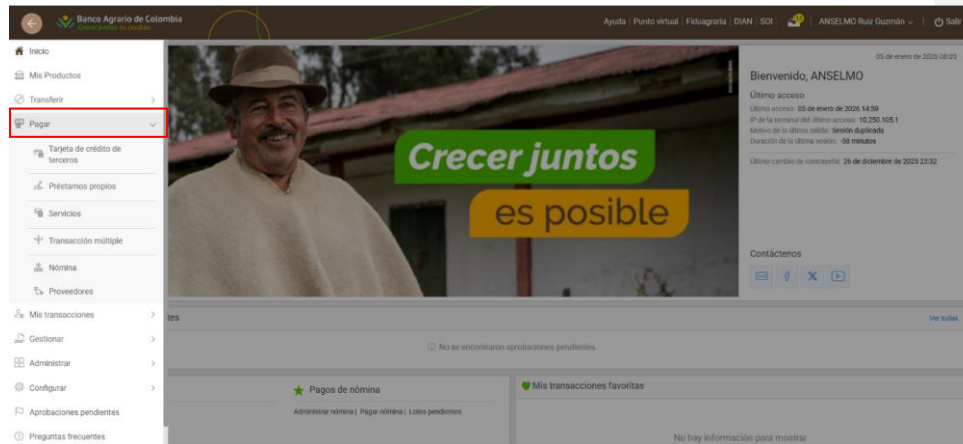 Banco Agrario de Colombia
Crecer juntos es posible
Ayuda | Punto virtual | Fiduagraria | DIAN | SOI | ANSELMO Ruiz Guzmán | Salir
Inicio
Mis Productos
Transferir
Pagar
Tarjeta de crédito de
terceros
Préstamos propios
Servicios
Transacción múltiple
Nómina
Proveedores
Mis transacciones
Gestionar
Administrar
Configurar
Aprobaciones pendientes
Preguntas frecuentes
Crecer juntos
es posible
05 de enero de 2026 08:02
Bienvenido, ANSELMO
Último acceso
Último acceso: 05 de enero de 2026 14:59
IP de la terminal del último acceso: 10.250.105.1
Motivo de la última salida: Sesión duplicada
Duración de la última sesión: -58 minutos
Último cambio de contraseña: 26 de diciembre de 2025 23:32
Contáctenos
tes
Ver todas
No se encontraron aprobaciones pendientes.
Pagos de nómina
Administrar nómina | Pagar nómina | Lotes pendientes
Mis transacciones favoritas
No hay información para mostrar